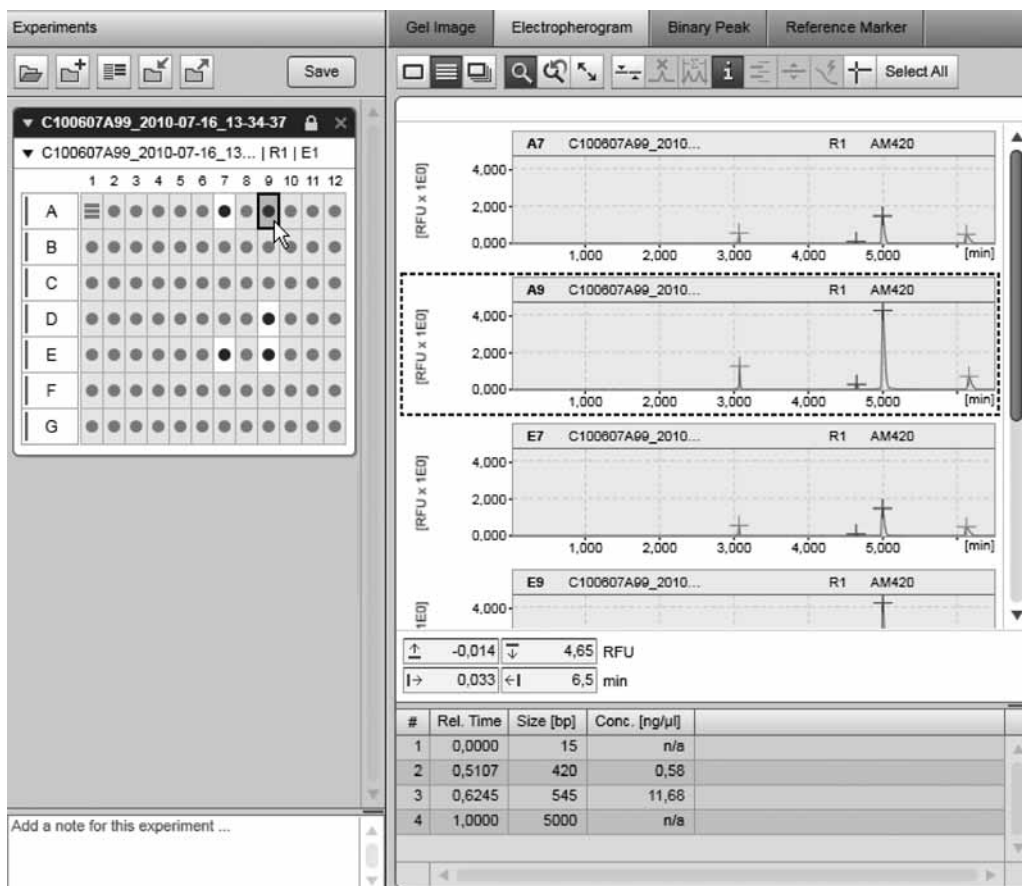 Experiments
Save
C100607A99_2010-07-16_13-34-37
C100607A99_2010-07-16_13... | R1 | E1
1 2 3 4 5 6 7 8 9 10 11 12
A
B
C
D
E
F
G
Add a note for this experiment ...
Gel Image Electropherogram Binary Peak Reference Marker
i Select All
A7 C100607A99_2010... R1 AM420
[RFU x 1E0]
4,000
2,000
0,000
1,000 2,000 3,000 4,000 5,000 [min]
A9 C100607A99_2010... R1 AM420
[RFU x 1E0]
4,000
2,000
0,000
1,000 2,000 3,000 4,000 5,000 [min]
E7 C100607A99_2010... R1 AM420
[RFU x 1E0]
4,000
2,000
0,000
1,000 2,000 3,000 4,000 5,000 [min]
E9 C100607A99_2010... R1 AM420
1E0]
4,000
-0,014 4,65 RFU
0,033 6,5 min
# Rel. Time Size [bp] Conc. [ng/µl]
1 0,0000 15 n/a
2 0,5107 420 0,58
3 0,6245 545 11,68
4 1,0000 5000 n/a